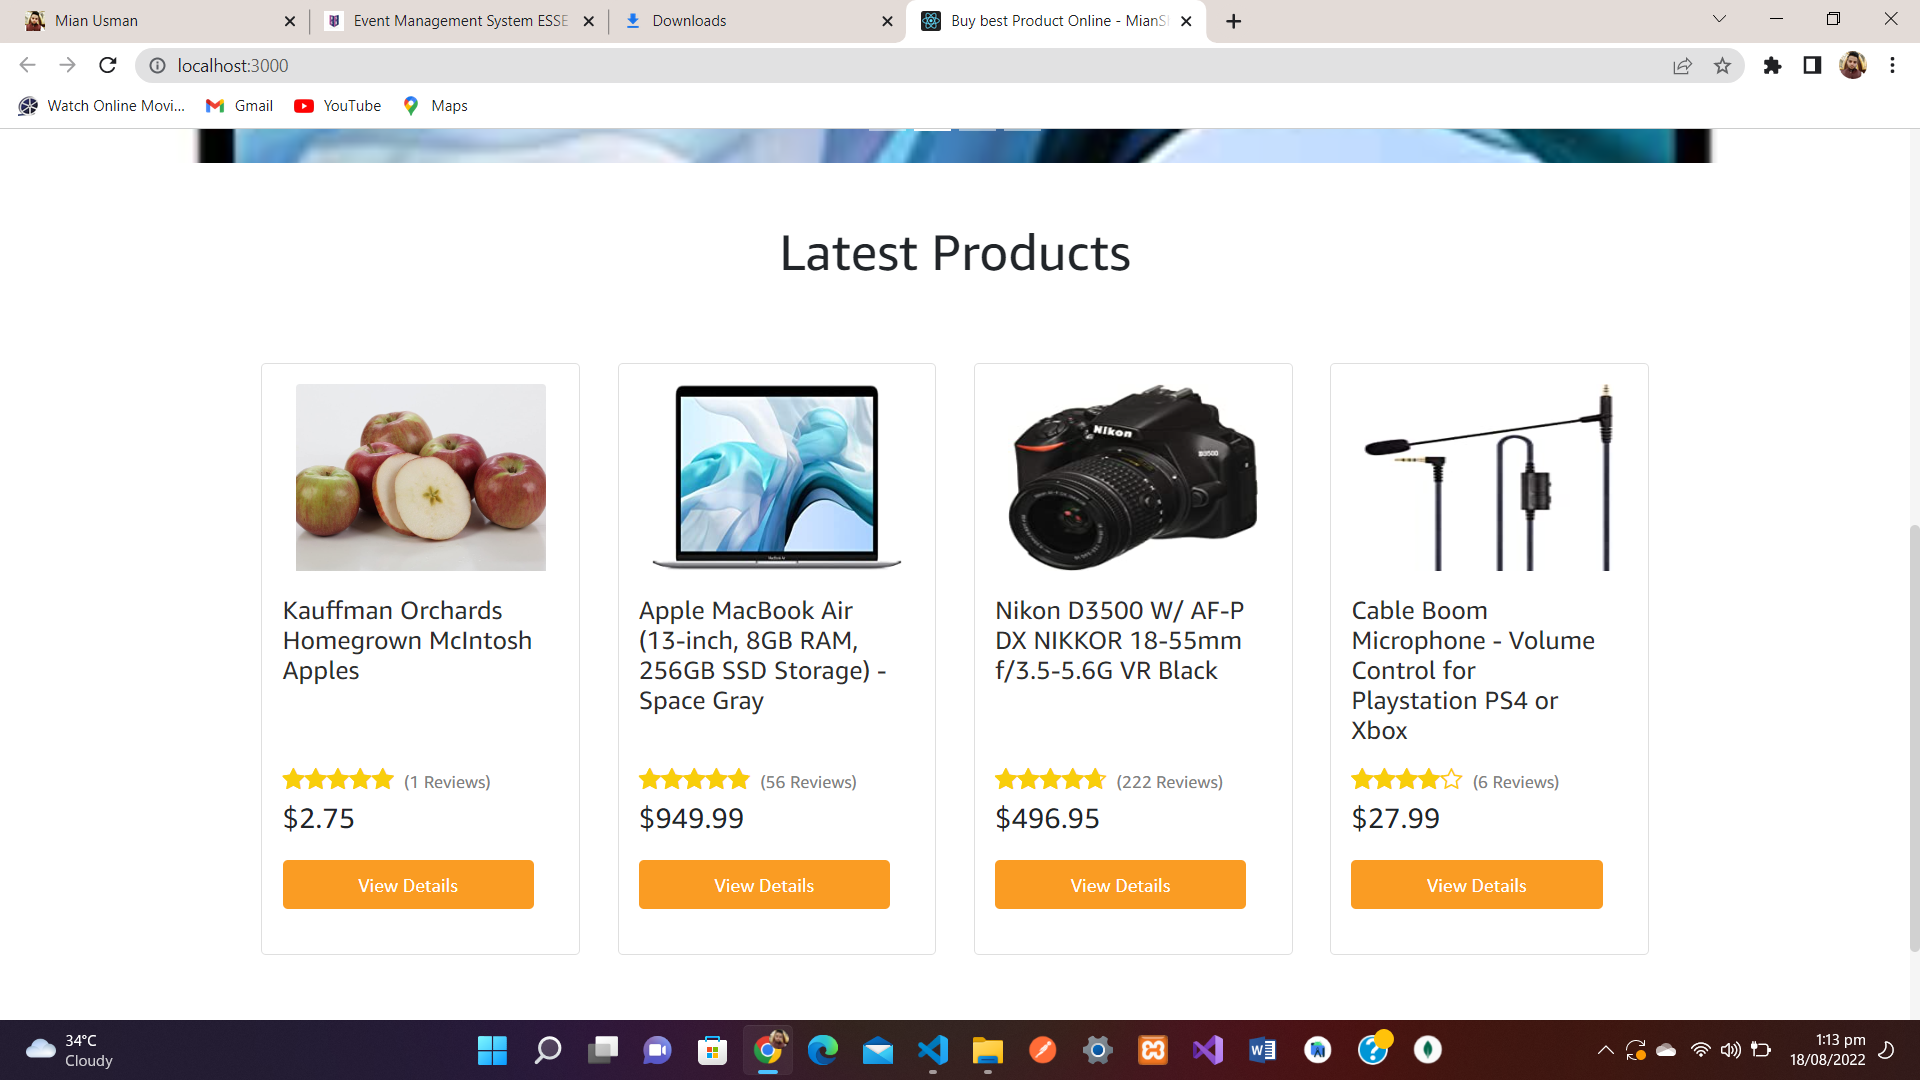 Mian Usman
Event Management System ESSE
Downloads
Buy best Product Online - MianS
localhost:3000
Watch Online Movi...
Gmail
YouTube
Maps
Latest Products
Nikon
D3500
MacBook Air
Kauffman Orchards
Homegrown McIntosh
Apples
(1 Reviews)
$2.75
View Details
Apple MacBook Air
(13-inch, 8GB RAM,
256GB SSD Storage) -
Space Gray
(56 Reviews)
$949.99
View Details
Nikon D3500 W/ AF-P
DX NIKKOR 18-55mm
f/3.5-5.6G VR Black
(222 Reviews)
$496.95
View Details
Cable Boom
Microphone - Volume
Control for
Playstation PS4 or
Xbox
(6 Reviews)
$27.99
View Details
34°C
Cloudy
1:13 pm
18/08/2022